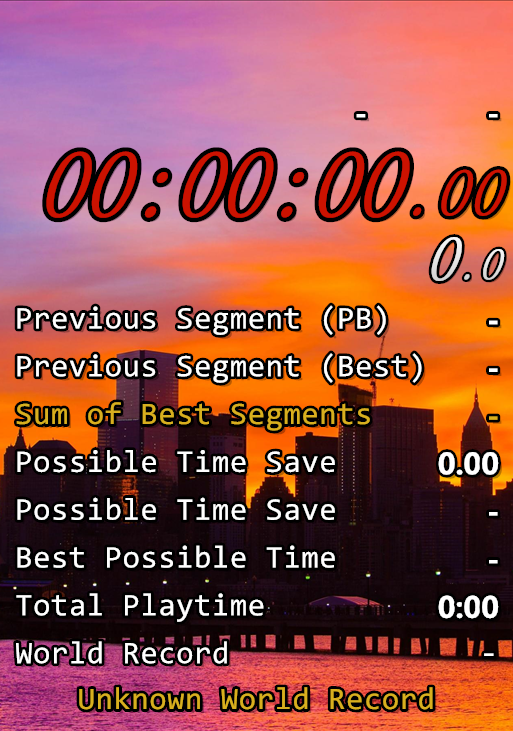 - -
00:00:00.00
0.0
Previous Segment (PB) -
Previous Segment (Best) -
Sum of Best Segments -
Possible Time Save 0.00
Possible Time Save -
Best Possible Time -
Total Playtime 0:00
World Record -
Unknown World Record